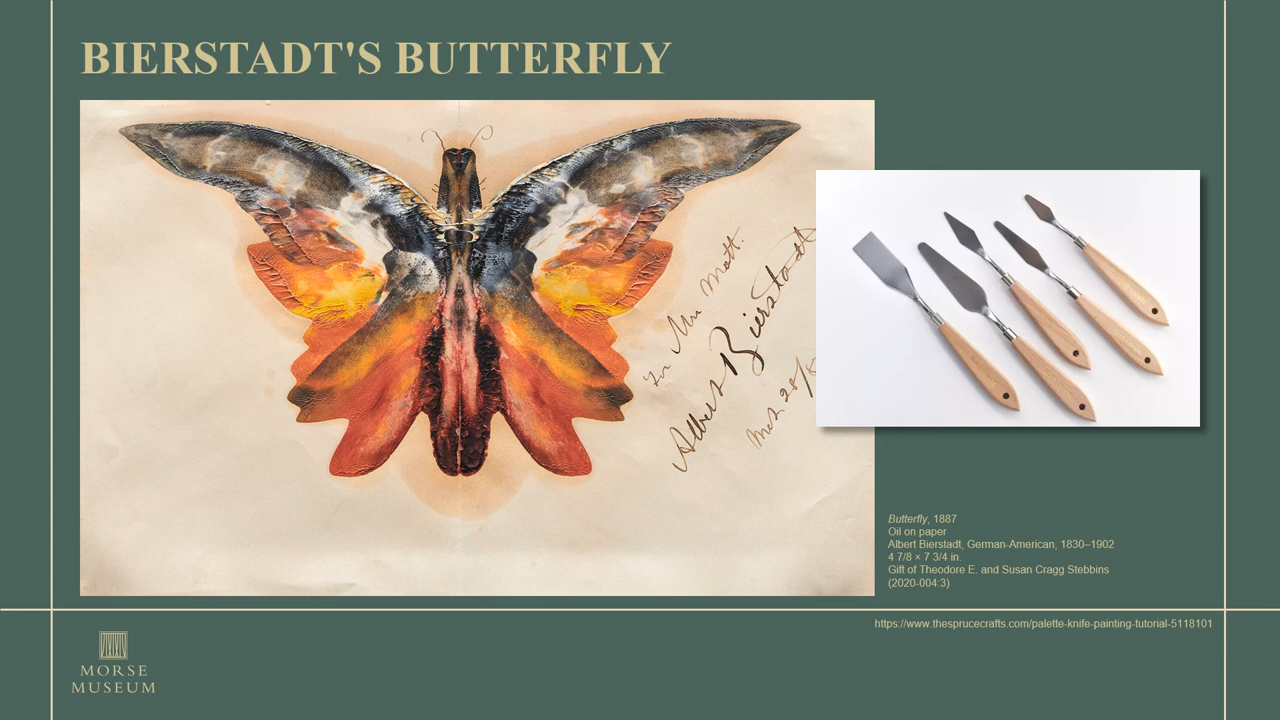 BIERSTADT'S BUTTERFLY
For Mrs Mott.
Albert Bierstadt
Butterfly, 1887
Oil on paper
Albert Bierstadt, German-American, 1830–1902
4 7/8 × 7 3/4 in.
Gift of Theodore E. and Susan Cragg Stebbins
(2020-004:3)
https://www.thesprucecrafts.com/palette-knife-painting-tutorial-5118101
MORSE
MUSEUM